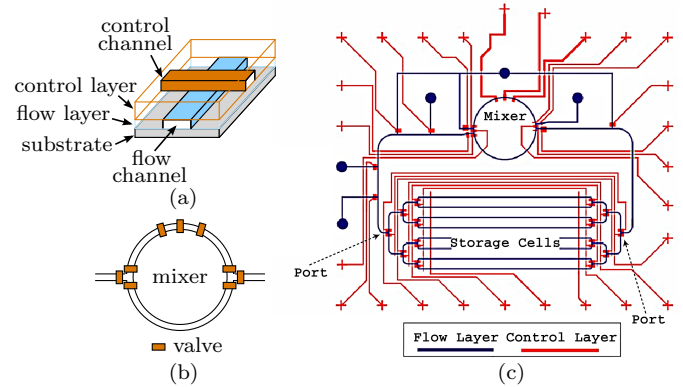 control
channel
control layer
flow layer
substrate
flow
channel
(a)
mixer
valve
(b)
Mixer
Storage Cells
Port
Port
Flow Layer Control Layer
(c)